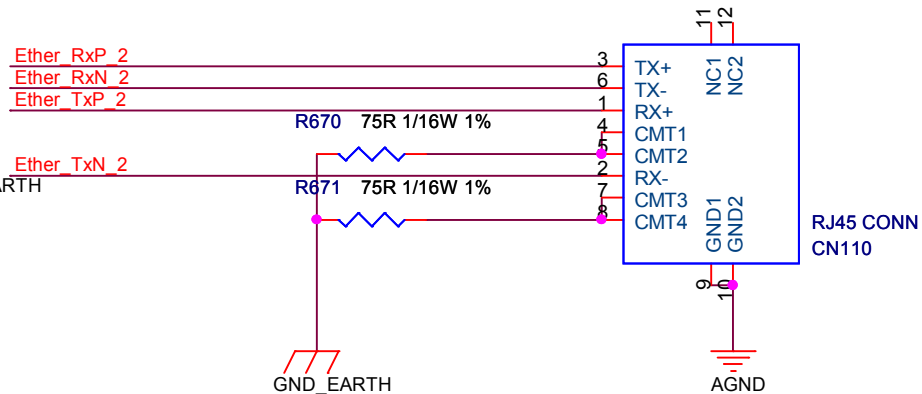 11
12
Ether_RxP_2
3
TX+
NC1
NC2
Ether_RxN_2
6
TX-
Ether_TxP_2
1
RX+
R670 75R 1/16W 1%
4
CMT1
5
CMT2
Ether_TxN_2
2
RX-
ARTH
R671 75R 1/16W 1%
7
CMT3
8
CMT4
GND1
GND2
RJ45 CONN
CN110
9
10
GND_EARTH
AGND